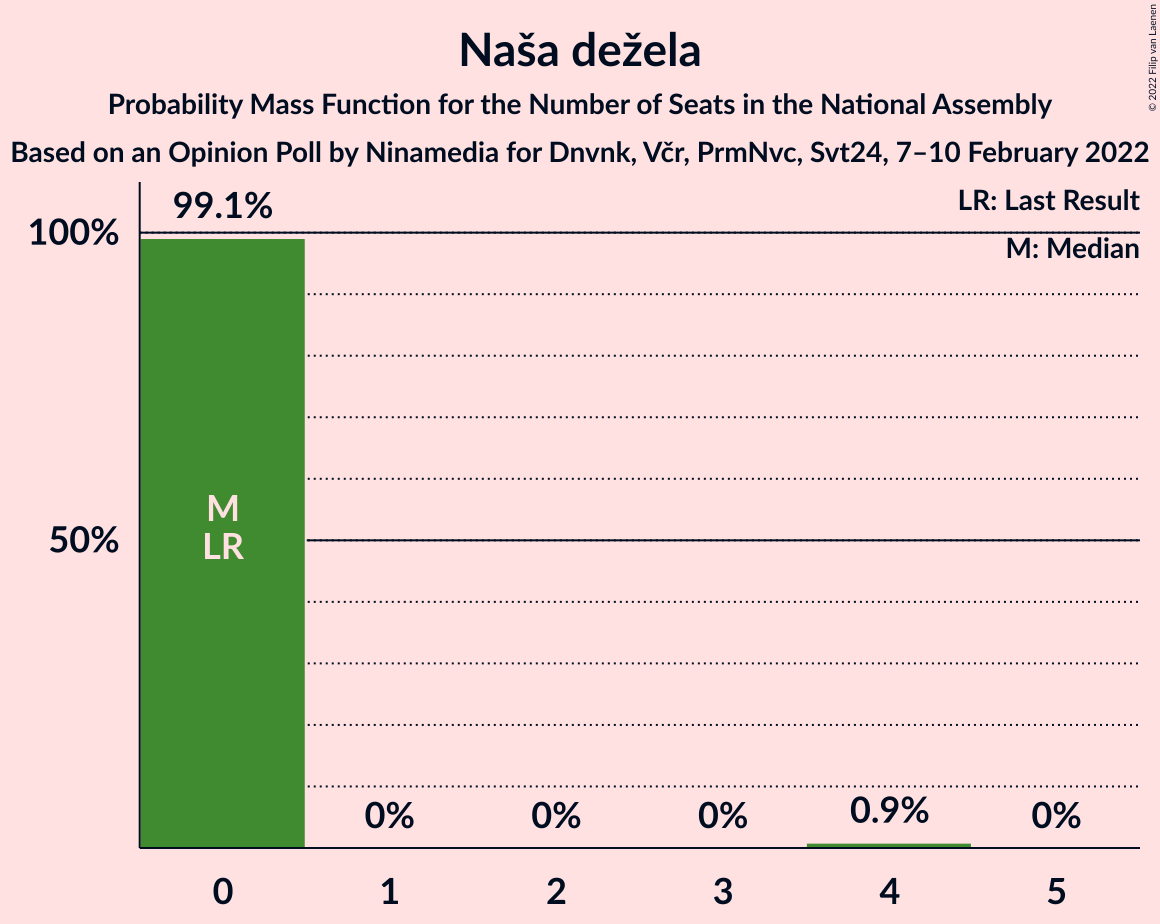 Naša dežela
Probability Mass Function for the Number of Seats in the National Assembly
Based on an Opinion Poll by Ninamedia for Dnvnk, Včr, PrmNvc, Svt24, 7–10 February 2022
© 2022 Filip van Laenen
LR: Last Result
M: Median
99.1%
100%
50%
M
LR
0% 0% 0% 0.9% 0%
0 1 2 3 4 5